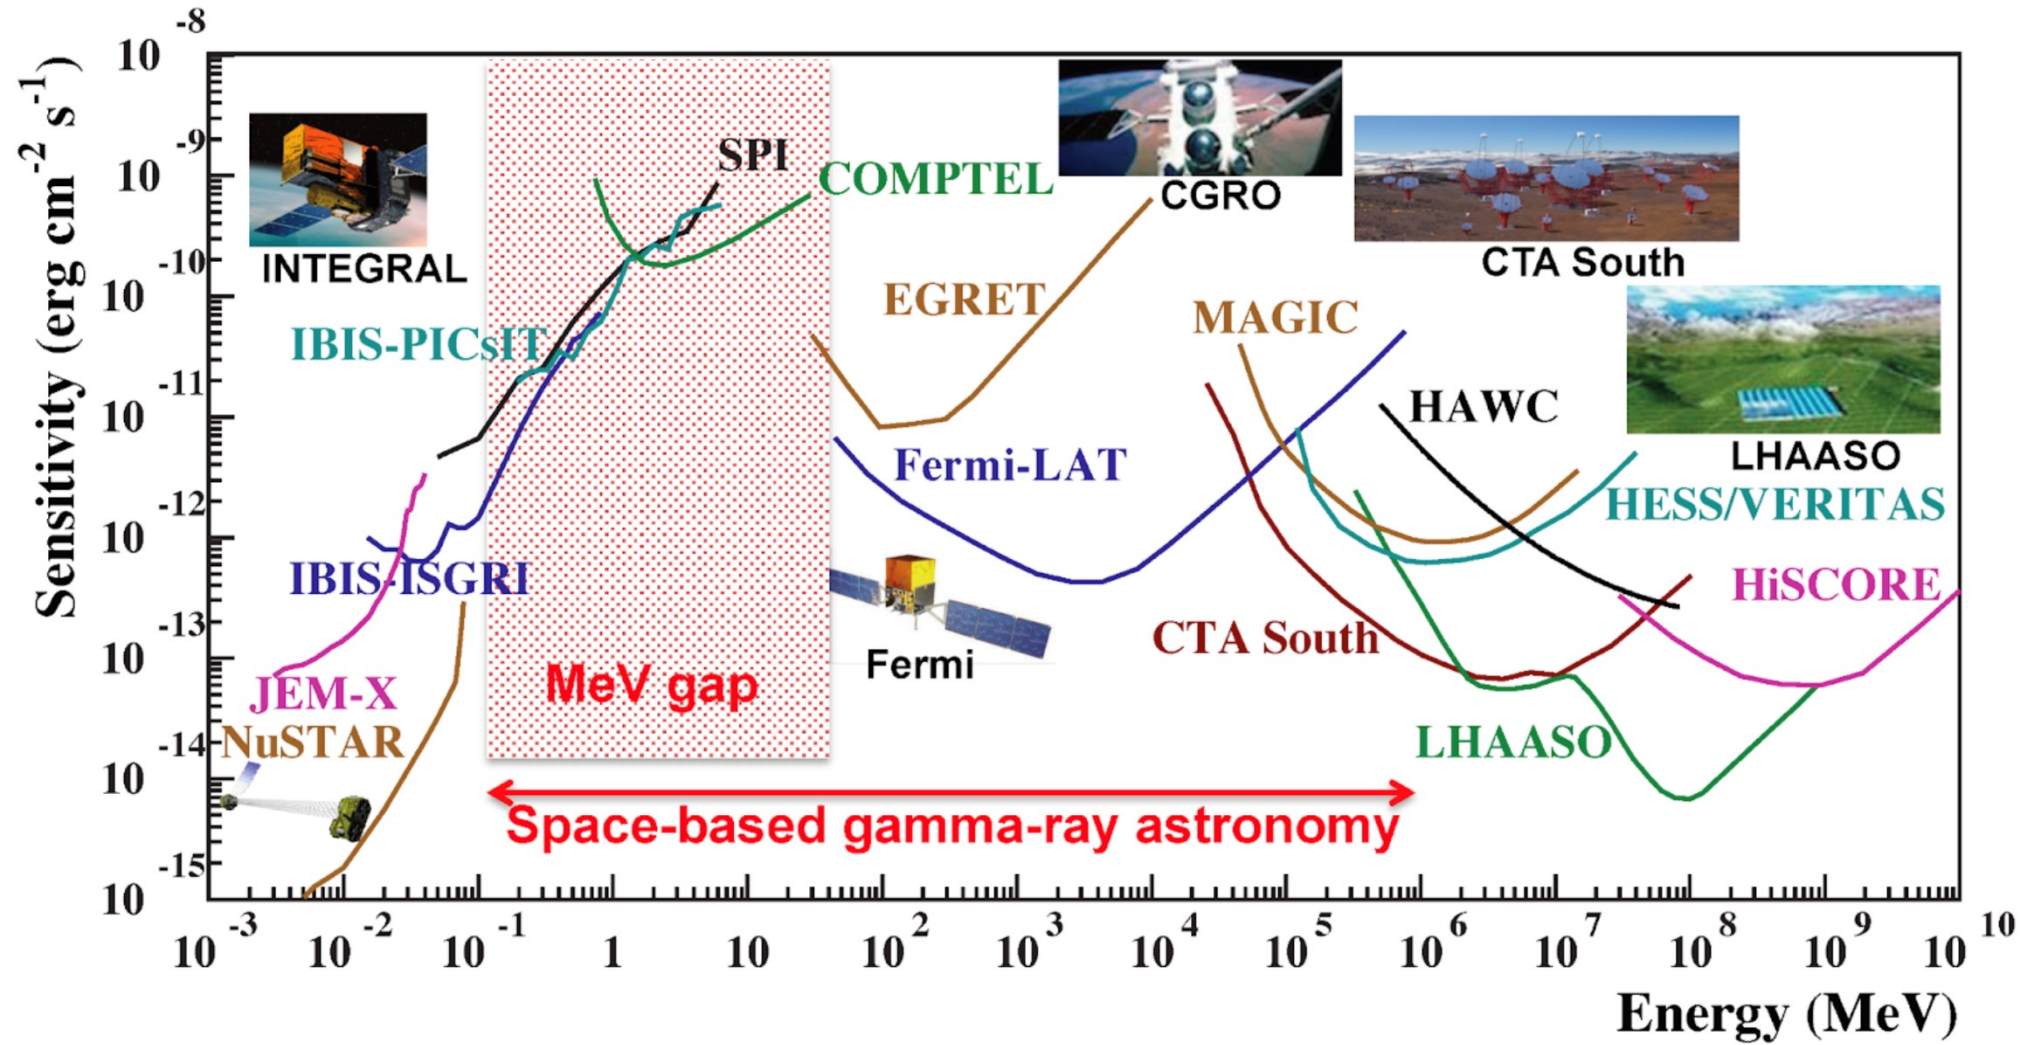 -8
10
-9
10
-10
10
-11
10
-12
10
-13
10
-14
10
-15
10
Sensitivity (erg cm-2 s-1)
INTEGRAL
SPI
COMPTEL
CGRO
CTA South
IBIS-PICsIT
EGRET
MAGIC
HAWC
LHAASO
Fermi-LAT
HESS/VERITAS
IBIS-ISGRI
HiSCORE
CTA South
Fermi
JEM-X
MeV gap
NuSTAR
LHAASO
Space-based gamma-ray astronomy
10-3 10-2 10-1 1 10 102 103 104 105 106 107 108 109 1010
Energy (MeV)